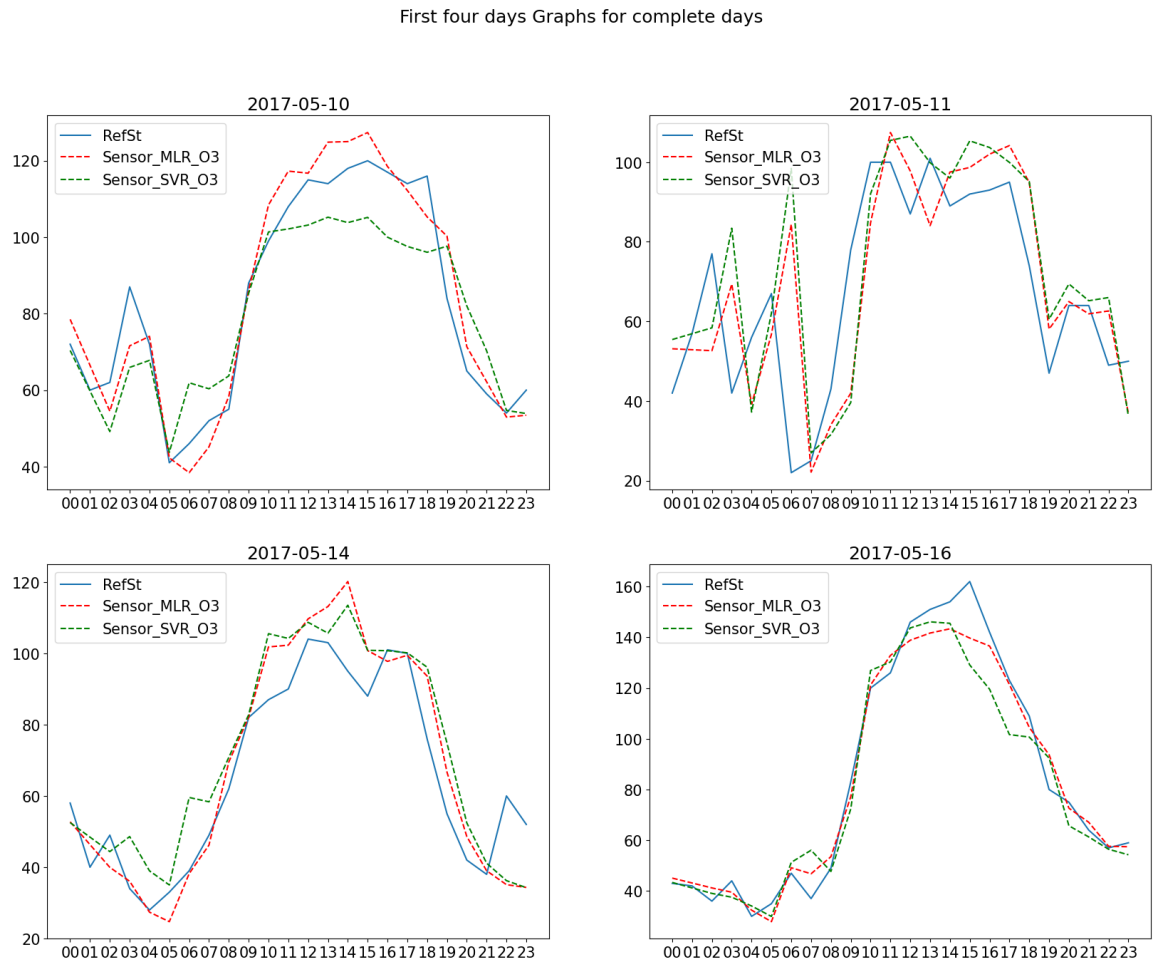 First four days Graphs for complete days
2017-05-10
RefSt
Sensor_MLR_O3
Sensor_SVR_O3
120
100
80
60
40
00 01 02 03 04 05 06 07 08 09 10 11 12 13 14 15 16 17 18 19 20 21 22 23
2017-05-11
RefSt
Sensor_MLR_O3
Sensor_SVR_O3
100
80
60
40
20
00 01 02 03 04 05 06 07 08 09 10 11 12 13 14 15 16 17 18 19 20 21 22 23
2017-05-14
RefSt
Sensor_MLR_O3
Sensor_SVR_O3
120
100
80
60
40
20
00 01 02 03 04 05 06 07 08 09 10 11 12 13 14 15 16 17 18 19 20 21 22 23
2017-05-16
RefSt
Sensor_MLR_O3
Sensor_SVR_O3
160
140
120
100
80
60
40
00 01 02 03 04 05 06 07 08 09 10 11 12 13 14 15 16 17 18 19 20 21 22 23